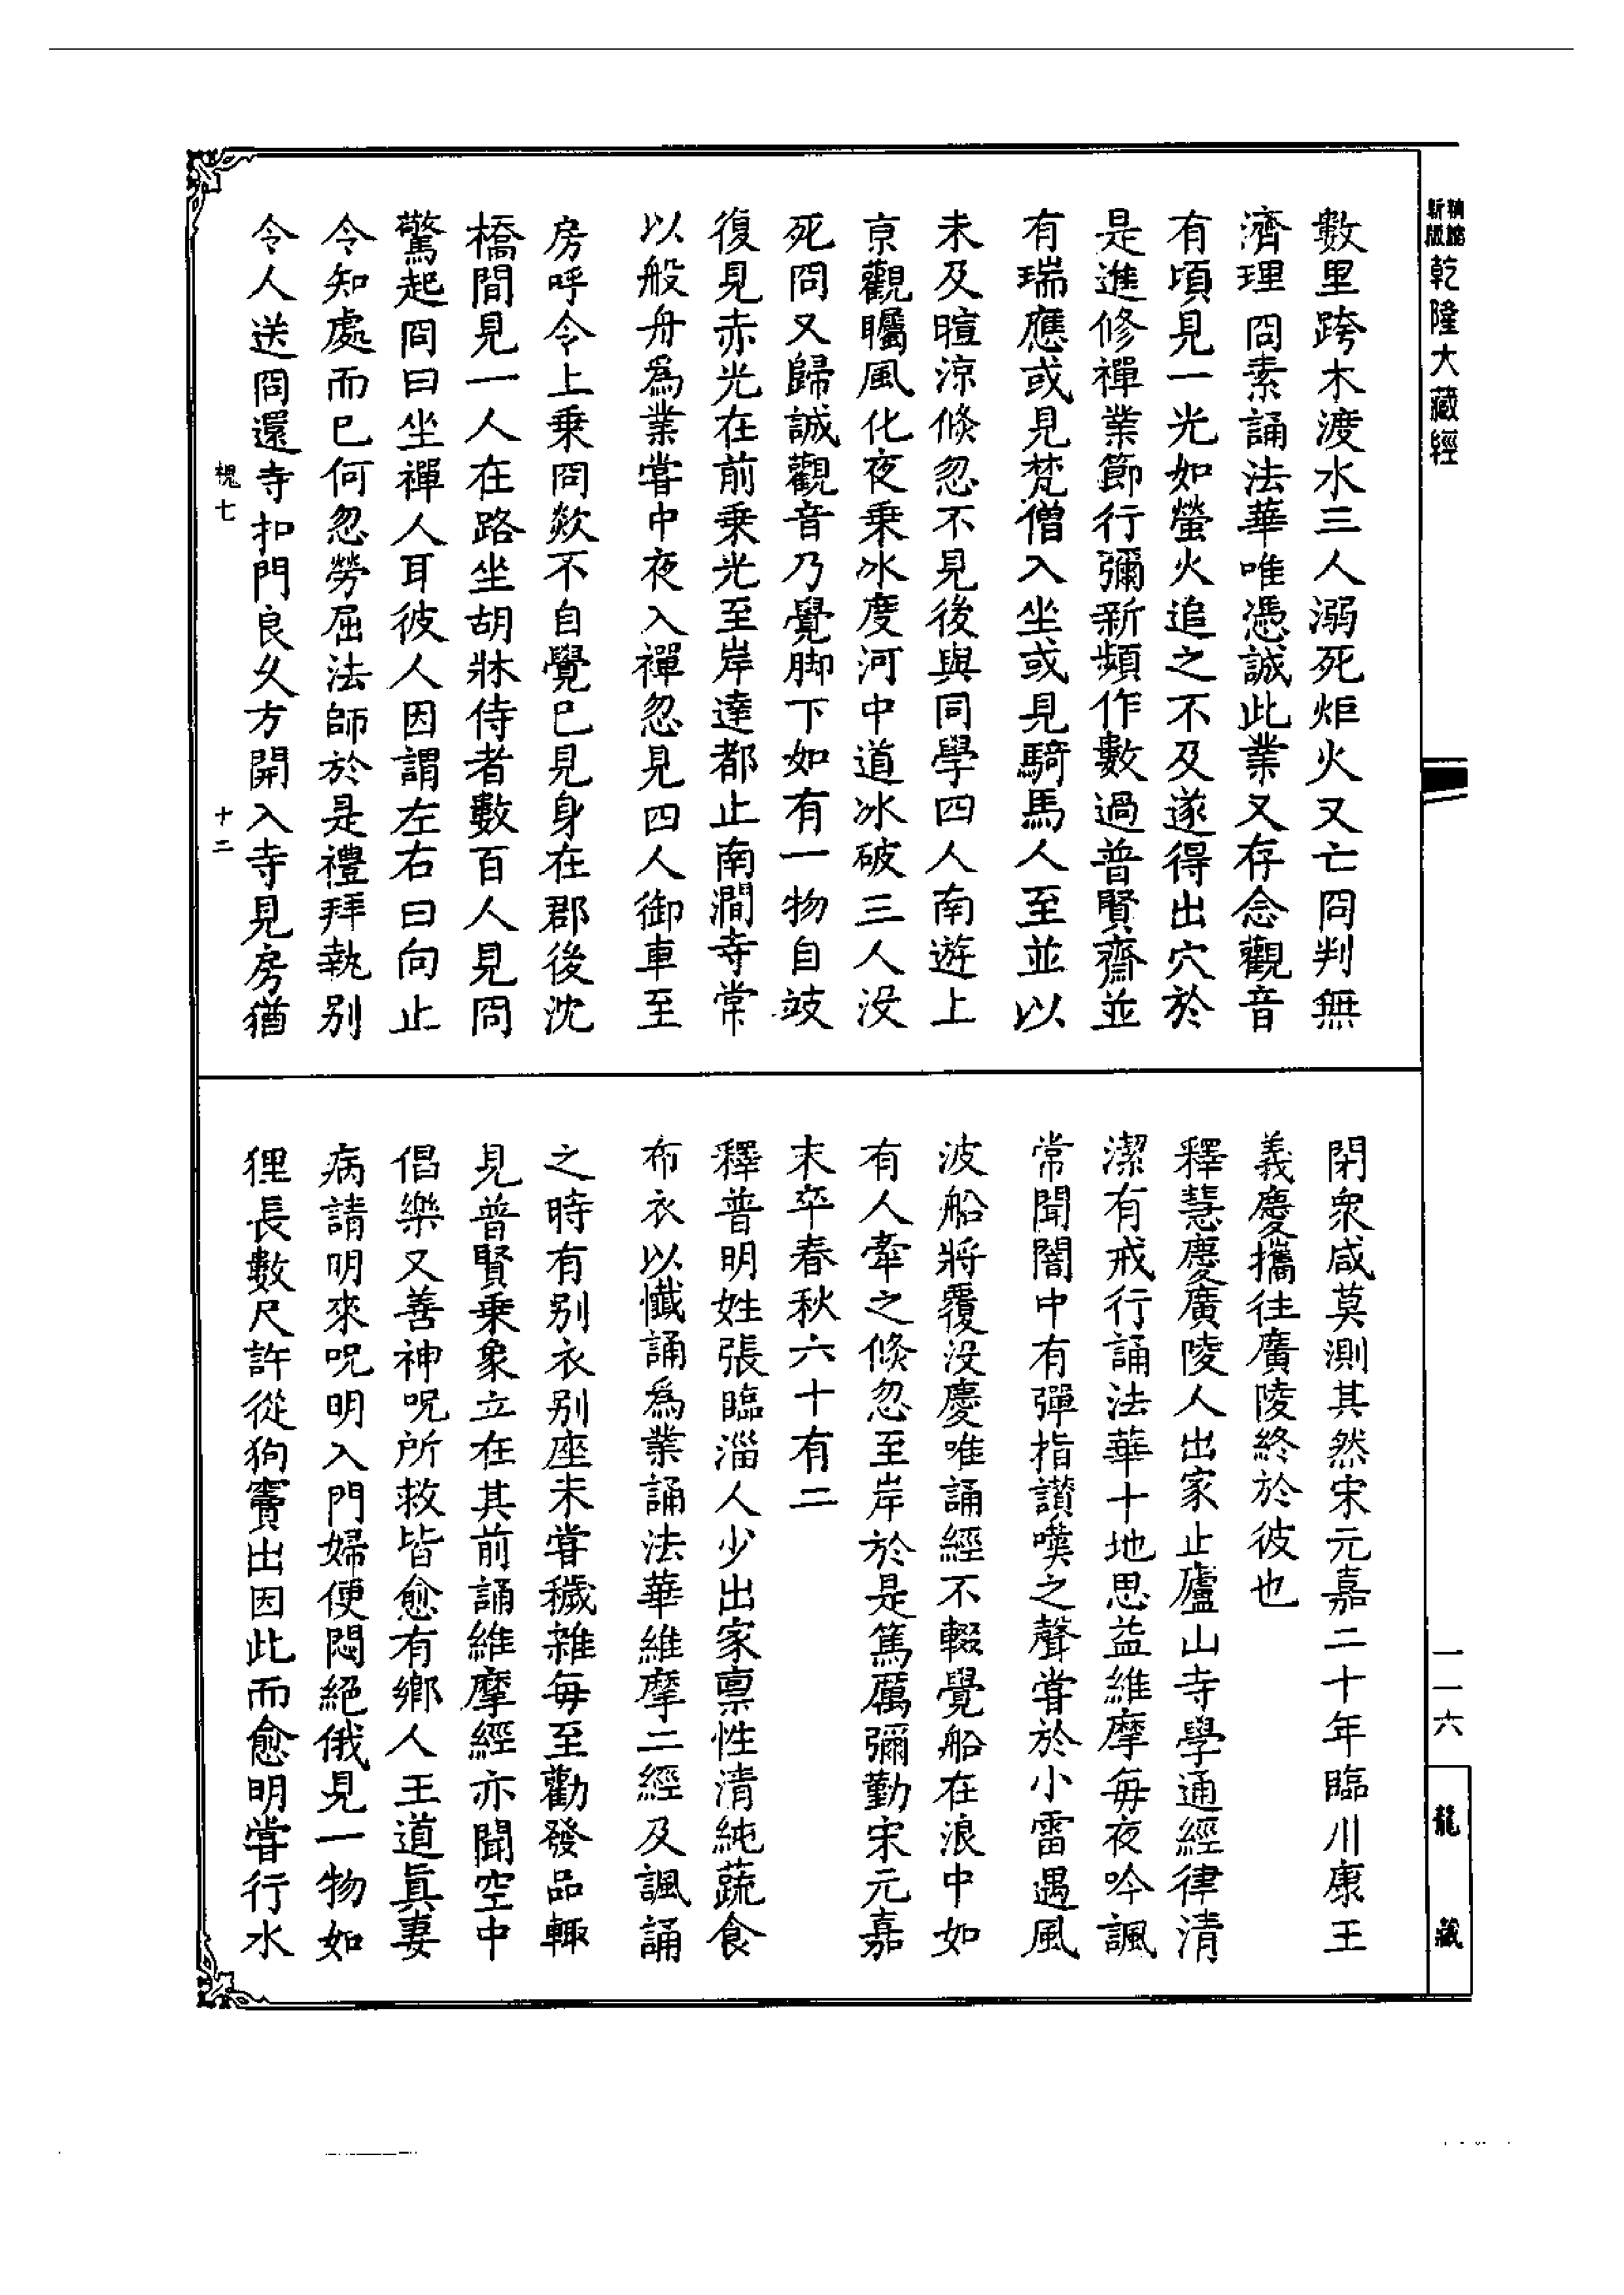 新版
精縮
乾隆大藏經
數里跨木渡水三人溺死炬火又亡冏判無
濟理冏素誦法華唯憑誠此業又存念觀音
有頃見一光如螢火追之不及遂得出穴於
是進修禪業節行彌新頻作數過普賢齋並
有瑞應或見梵僧入坐或見騎馬人至並以
未及暄涼倏忽不見後與同學四人南遊上
京觀矚風化夜乗冰度河中道冰破三人没
死冏又歸誠觀音乃覺脚下如有一物自䟤
復見赤光在前乗光至岸達都止南澗寺常
以般舟爲業嘗中夜入禪忽見四人御車至
房呼令上乗冏欻不自覺已見身在郡後沈
橋間見一人在路坐胡牀侍者數百人見冏
驚起冏曰坐禪人耳彼人因謂左右曰向止
令知處而已何忽勞屈法師於是禮拜執别
令人送冏還寺扣門良乆方開入寺見房猶
槐七
十二
閉衆咸莫測其然宋元嘉二十年臨川康王
義慶攜往廣陵終於彼也
釋慧慶廣陵人出家止廬山寺學通經律清
潔有戒行誦法華十地思益維摩每夜吟諷
常聞闇中有彈指讃嘆之聲嘗於小雷遇風
波船將覆没慶唯誦經不輟覺船在浪中如
有人牽之倏忽至岸於是篤厲彌勤宋元嘉
末卒春秋六十有二
釋普明姓張臨淄人少出家禀性清純蔬食
布衣以懺誦爲業誦法華維摩二經及諷誦
之時有别衣别座未嘗穢雜每至勸發品輒
見普賢乗象立在其前誦維摩經亦聞空中
倡樂又善神呪所救皆愈有鄉人王道眞妻
病請明來呪明入門婦便悶絕俄見一物如
狸長數尺許從狗竇出因此而愈明嘗行水
一一六
龍藏